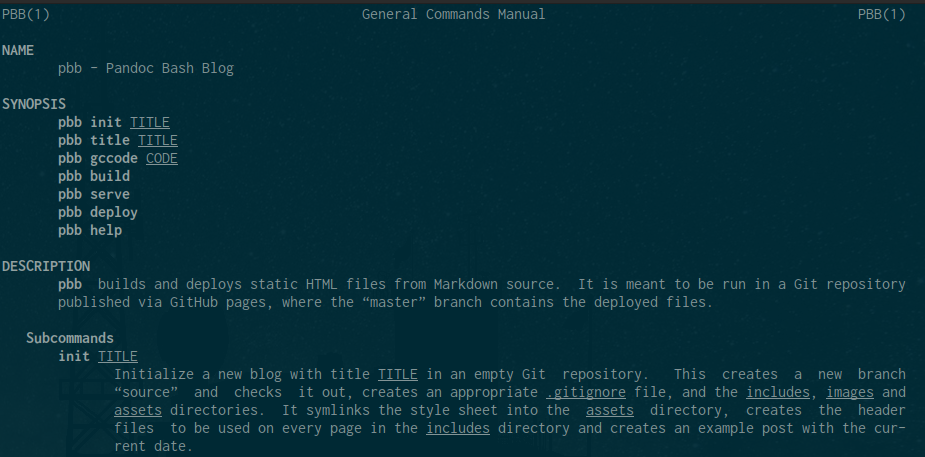 PBB(1) General Commands Manual PBB(1)
NAME
pbb – Pandoc Bash Blog
SYNOPSIS
pbb init TITLE
pbb title TITLE
pbb gccode CODE
pbb build
pbb serve
pbb deploy
pbb help
DESCRIPTION
pbb builds and deploys static HTML files from Markdown source. It is meant to be run in a Git repository
published via GitHub pages, where the “master” branch contains the deployed files.
Subcommands
init TITLE
Initialize a new blog with title TITLE in an empty Git repository. This creates a new branch
“source” and checks it out, creates an appropriate .gitignore file, and the includes, images and
assets directories. It symlinks the style sheet into the assets directory, creates the header
files to be used on every page in the includes directory and creates an example post with the cur‐
rent date.